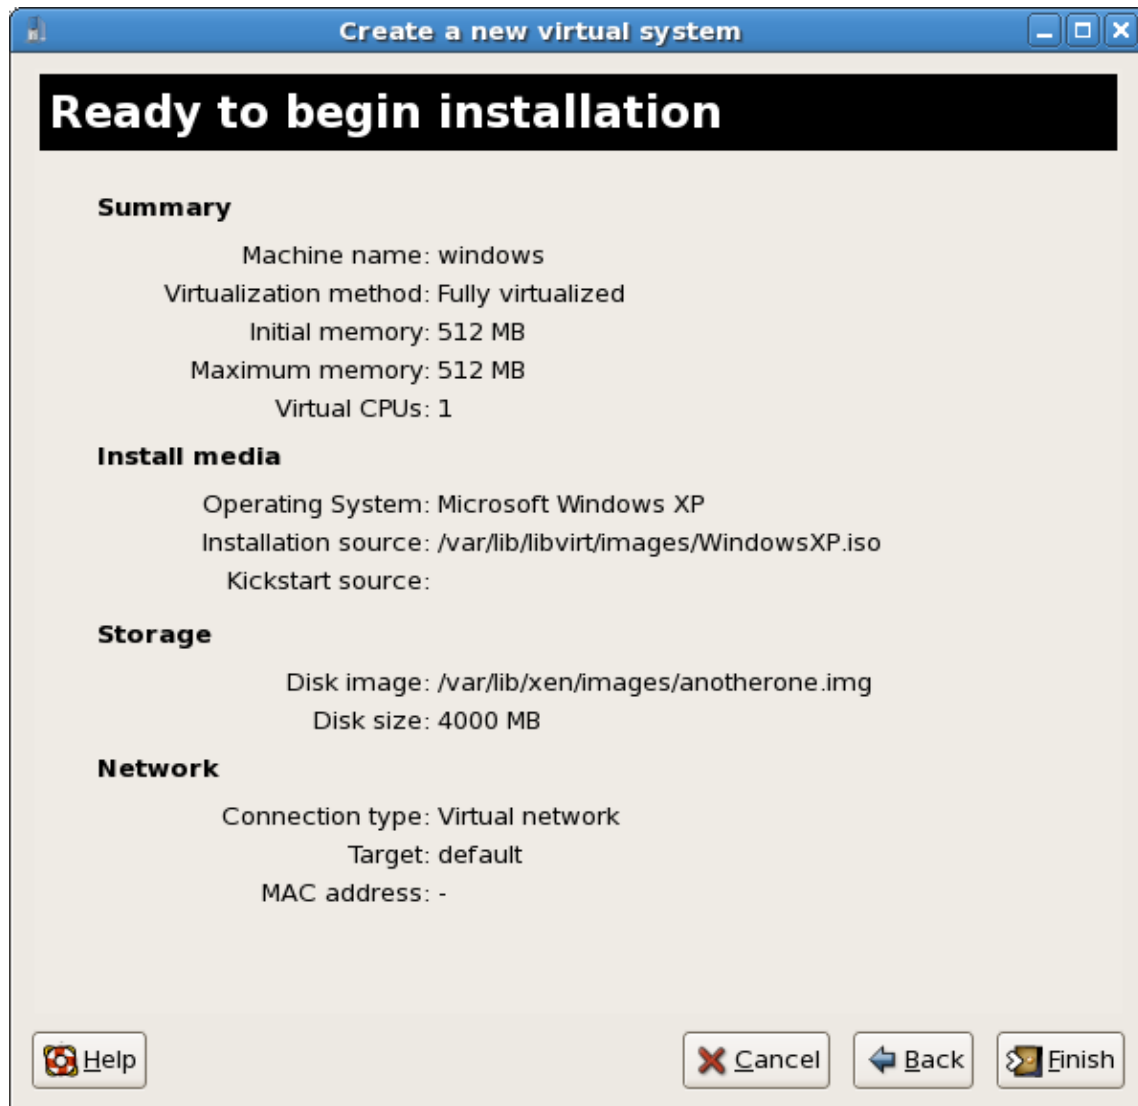 Create a new virtual system
Ready to begin installation
Summary
Machine name: windows
Virtualization method: Fully virtualized
Initial memory: 512 MB
Maximum memory: 512 MB
Virtual CPUs: 1
Install media
Operating System: Microsoft Windows XP
Installation source: /var/lib/libvirt/images/WindowsXP.iso
Kickstart source:
Storage
Disk image: /var/lib/xen/images/anotherone.img
Disk size: 4000 MB
Network
Connection type: Virtual network
Target: default
MAC address: -
Help Cancel Back Finish